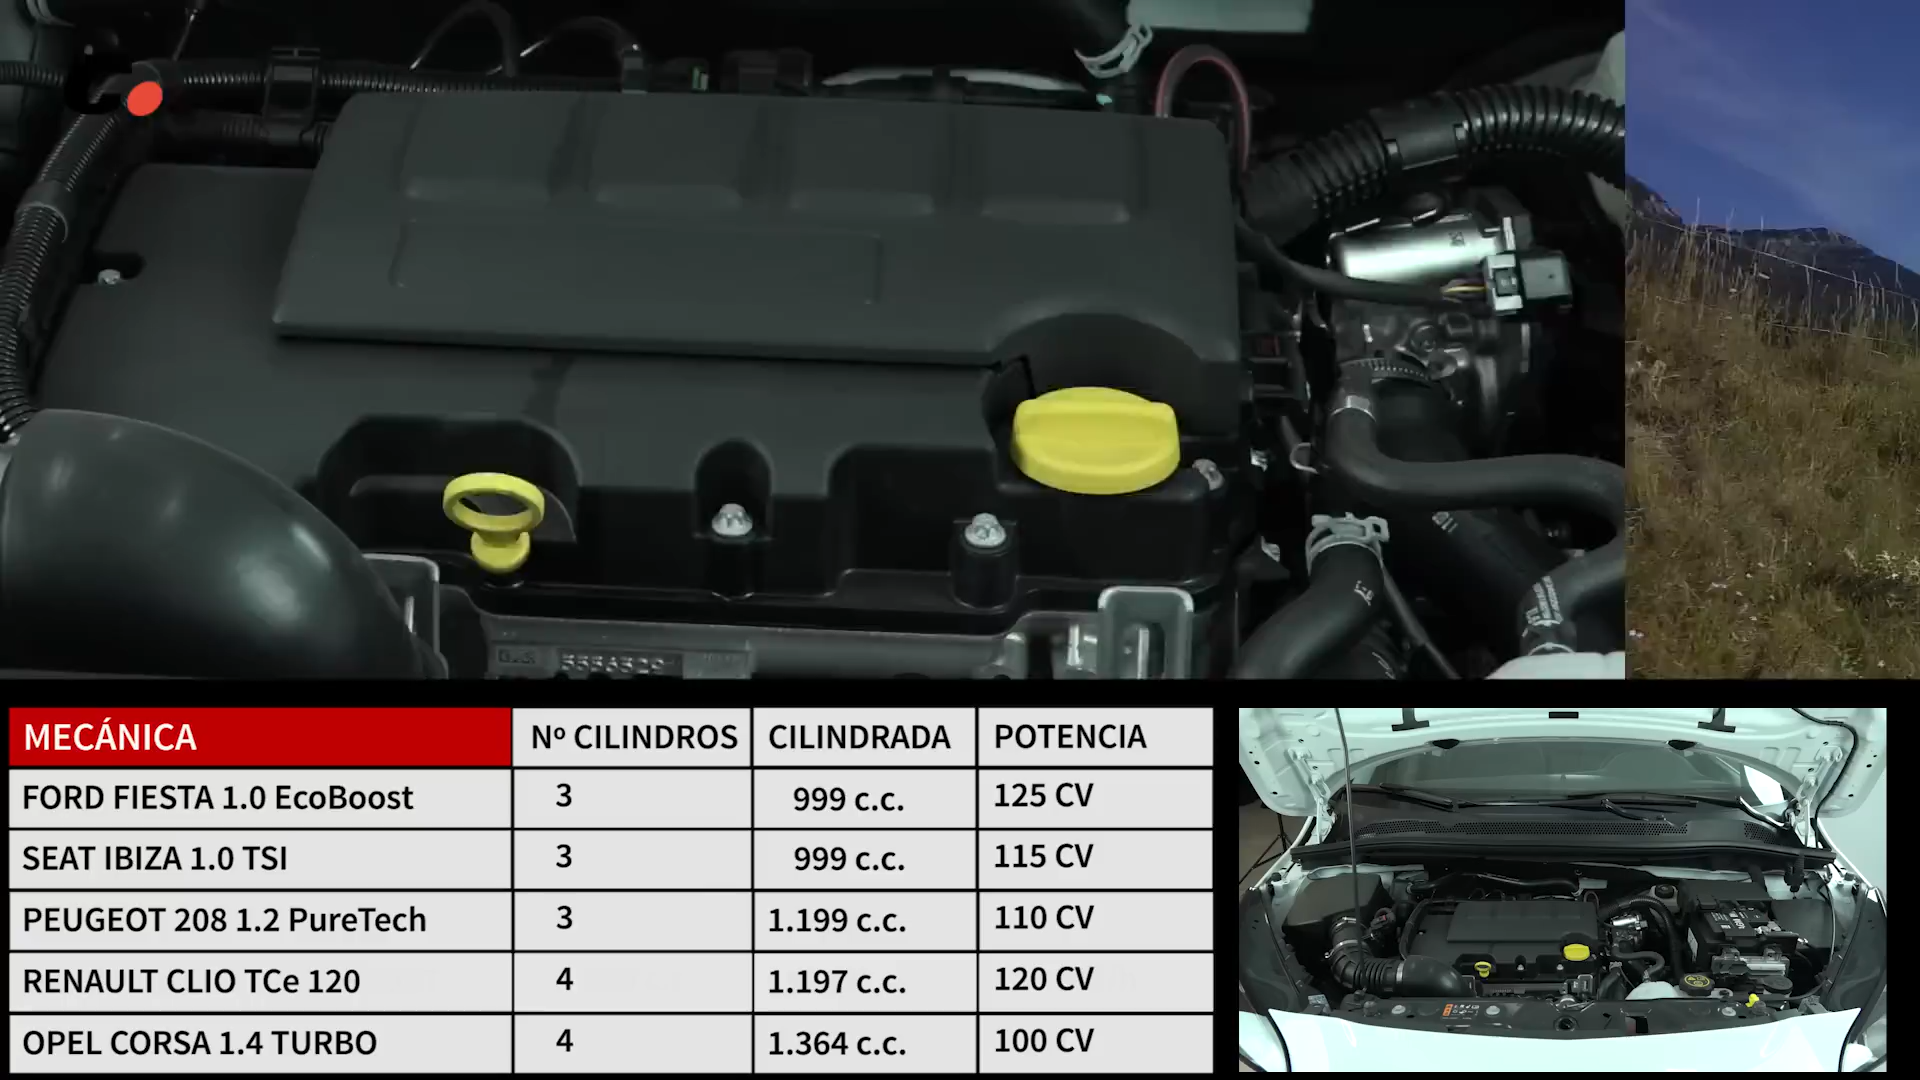 MECÁNICA Nº CILINDROS CILINDRADA POTENCIA
FORD FIESTA 1.0 EcoBoost 3 999 c.c. 125 CV
SEAT IBIZA 1.0 TSI 3 999 c.c. 115 CV
PEUGEOT 208 1.2 PureTech 3 1.199 c.c. 110 CV
RENAULT CLIO TCe 120 4 1.197 c.c. 120 CV
OPEL CORSA 1.4 TURBO 4 1.364 c.c. 100 CV